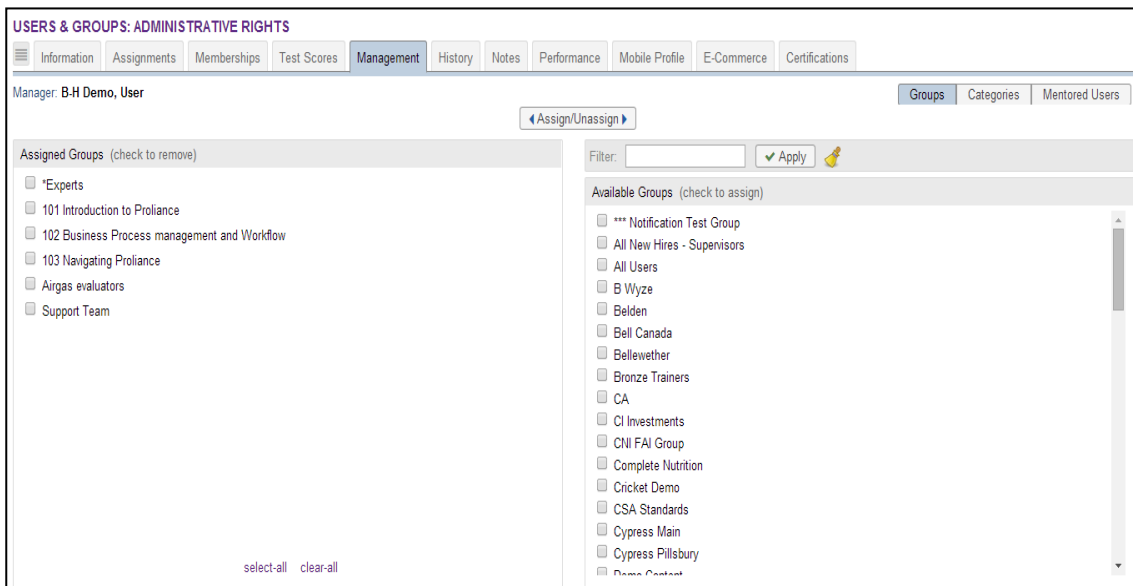 USERS & GROUPS: ADMINISTRATIVE RIGHTS
Information Assignments Memberships Test Scores Management History Notes Performance Mobile Profile E-Commerce Certifications
Manager: B-H Demo, User
Groups Categories Mentored Users
Assign/Unassign
Assigned Groups (check to remove)
*Experts
101 Introduction to Proliance
102 Business Process management and Workflow
103 Navigating Proliance
Airgas evaluators
Support Team
select-all clear-all
Filter: Apply
Available Groups (check to assign)
*** Notification Test Group
All New Hires - Supervisors
All Users
B Wyze
Belden
Bell Canada
Bellewether
Bronze Trainers
CA
CI Investments
CNI FAI Group
Complete Nutrition
Cricket Demo
CSA Standards
Cypress Main
Cypress Pillsbury
Demo Content